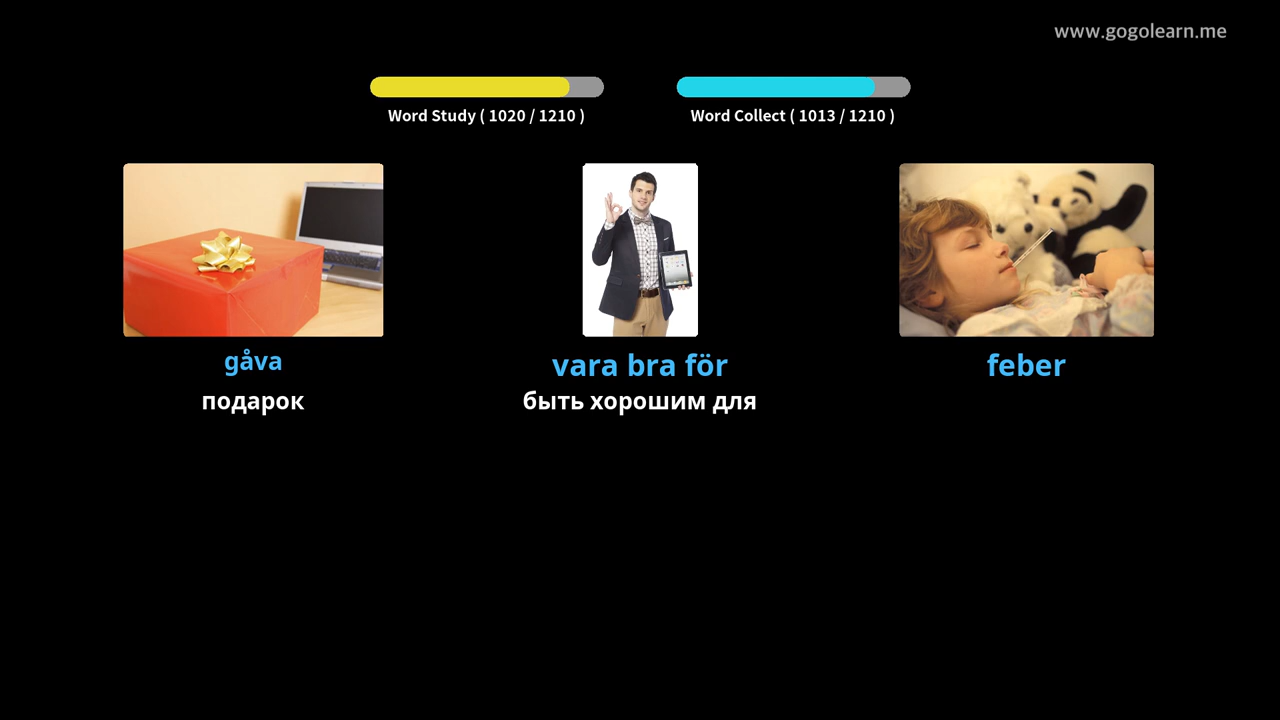 www.gogolearn.me
Word Study ( 1020 / 1210 )
Word Collect ( 1013 / 1210 )
gåva
vara bra för
feber
подарок
быть хорошим для